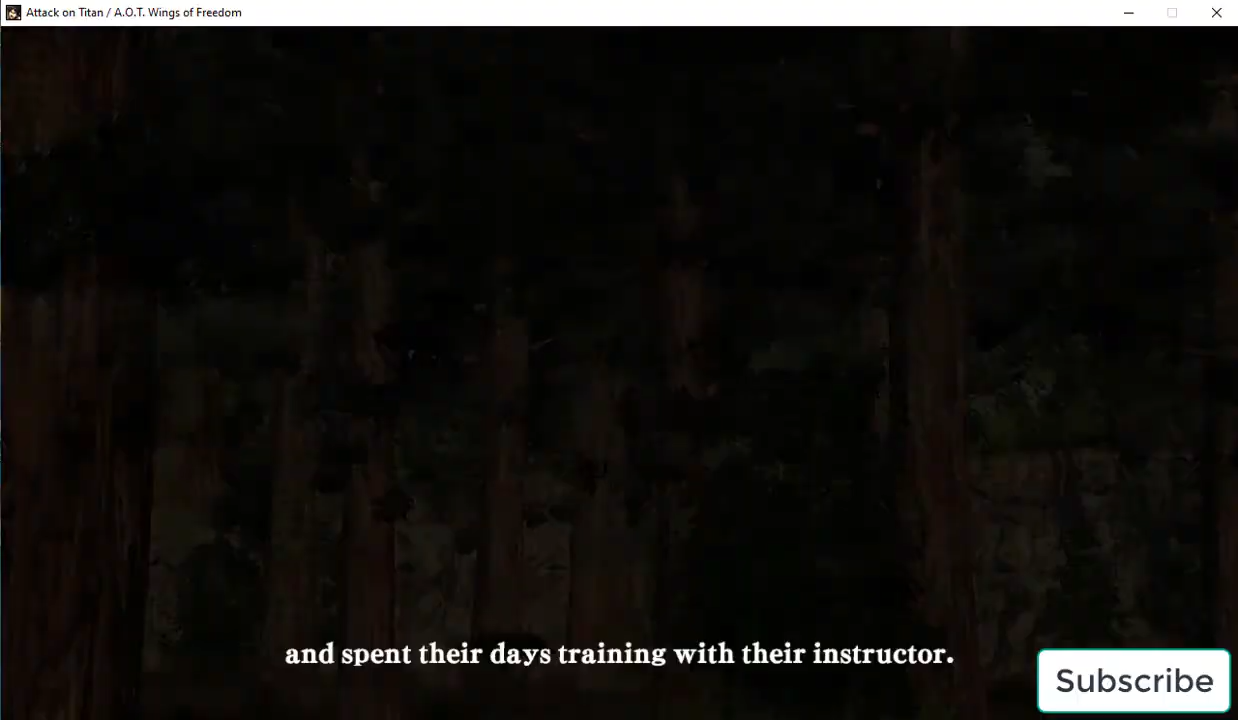 Attack on Titan / A.O.T. Wings of Freedom
and spent their days training with their instructor.
Subscribe